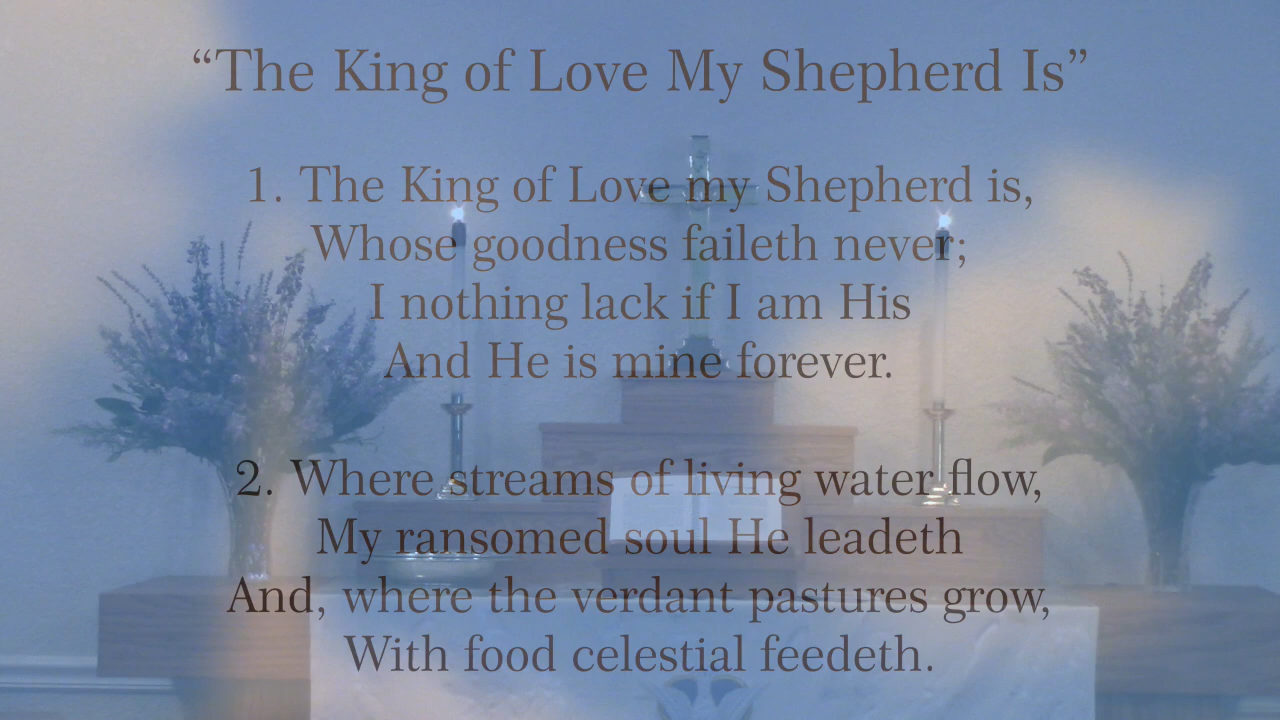 “The King of Love My Shepherd Is”
1. The King of Love my Shepherd is,
Whose goodness faileth never;
I nothing lack if I am His
And He is mine forever.
2. Where streams of living water flow,
My ransomed soul He leadeth
And, where the verdant pastures grow,
With food celestial feedeth.